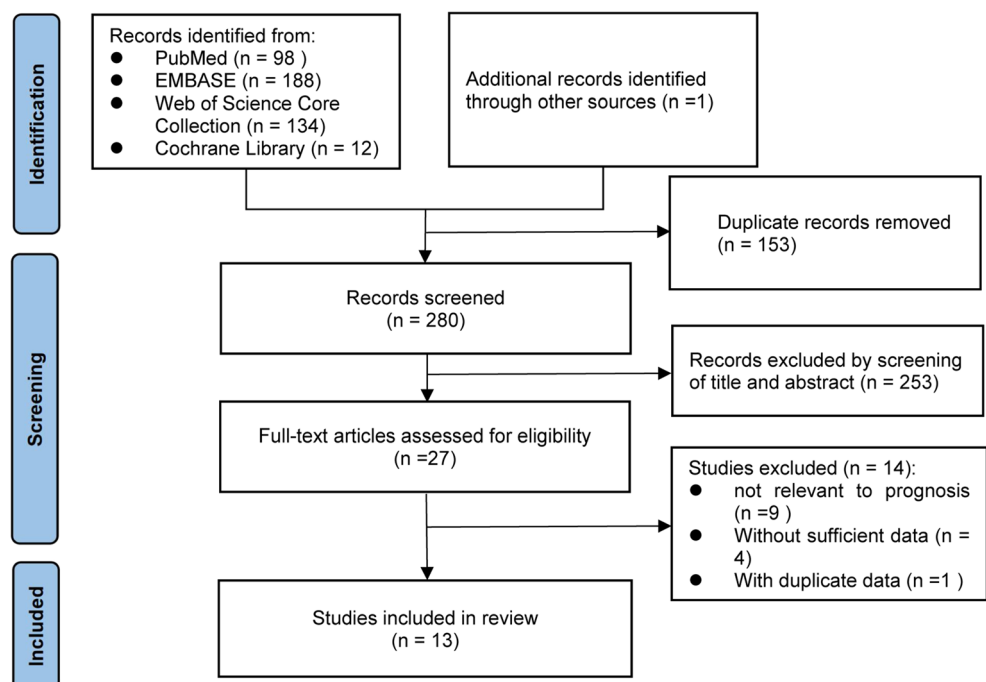 Identification
Records identified from:
● PubMed (n = 98 )
● EMBASE (n = 188)
● Web of Science Core
Collection (n = 134)
● Cochrane Library (n = 12)
Additional records identified
through other sources (n =1)
Duplicate records removed
(n = 153)
Screening
Records screened
(n = 280)
Records excluded by screening
of title and abstract (n = 253)
Full-text articles assessed for eligibility
(n =27)
Studies excluded (n = 14):
● not relevant to prognosis
(n =9 )
● Without sufficient data (n =
4)
● With duplicate data (n =1 )
Included
Studies included in review
(n = 13)